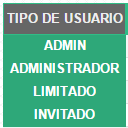 TIPO DE USUARIO
ADMIN
ADMINISTRADOR
LIMITADO
INVITADO